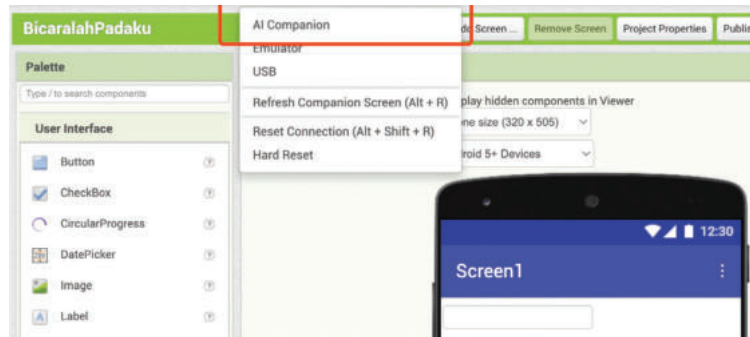 BicaralahPadaku
AI Companion
Emulator
USB
Refresh Companion Screen (Alt + R)
Reset Connection (Alt + Shift + R)
Hard Reset
Screen ...
Remove Screen
Project Properties
Palette
Type / to search components
User Interface
Button
CheckBox
CircularProgress
DatePicker
Image
Label
play hidden components in Viewer
one size (320 x 505)
roid 5+ Devices
12:30
Screen1